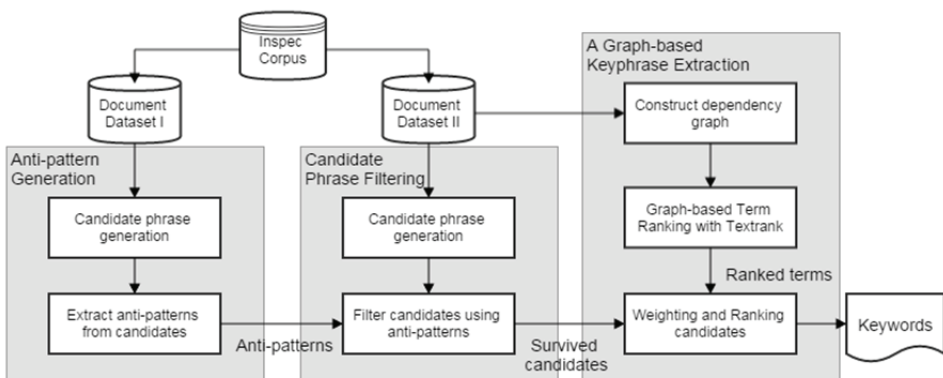 Inspec
Corpus
Document
Dataset I
Document
Dataset II
Anti-pattern
Generation
Candidate phrase
generation
Extract anti-patterns
from candidates
Anti-patterns
Candidate
Phrase Filtering
Candidate phrase
generation
Filter candidates using
anti-patterns
Survived
candidates
A Graph-based
Keyphrase Extraction
Construct dependency
graph
Graph-based Term
Ranking with Textrank
Ranked terms
Weighting and Ranking
candidates
Keywords